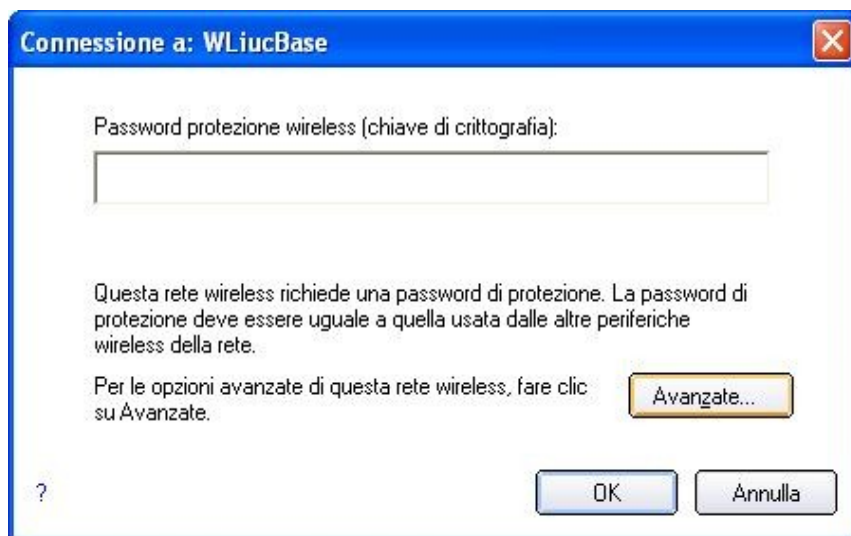 Connessione a: WLiucBase
Password protezione wireless (chiave di crittografia):
Questa rete wireless richiede una password di protezione. La password di
protezione deve essere uguale a quella usata dalle altre periferiche
wireless della rete.
Per le opzioni avanzate di questa rete wireless, fare clic
su Avanzate.
Avanzate...
?
OK
Annulla